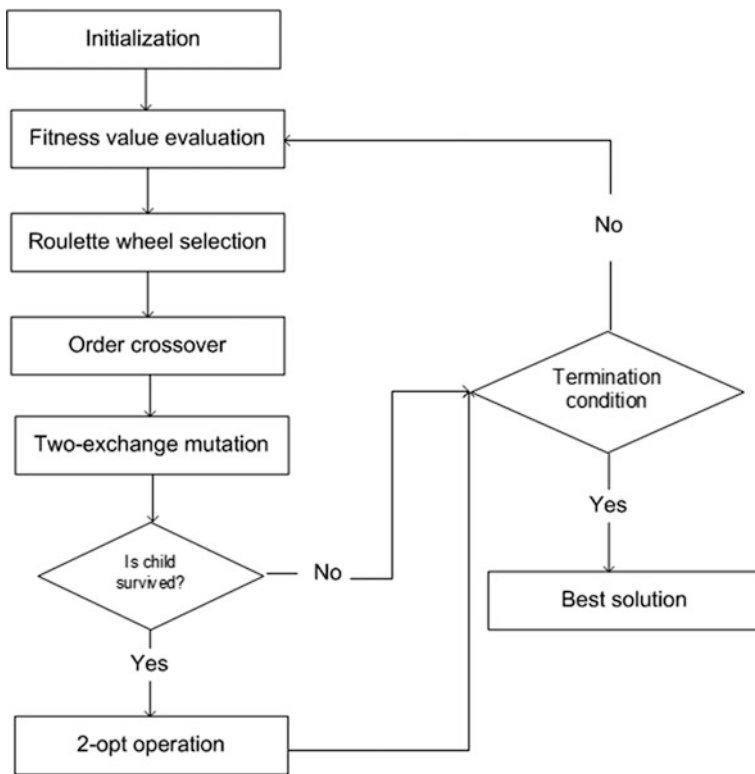 Initialization
Fitness value evaluation
Roulette wheel selection
Order crossover
Two-exchange mutation
Is child
survived?
No
Yes
2-opt operation
No
Termination
condition
Yes
Best solution